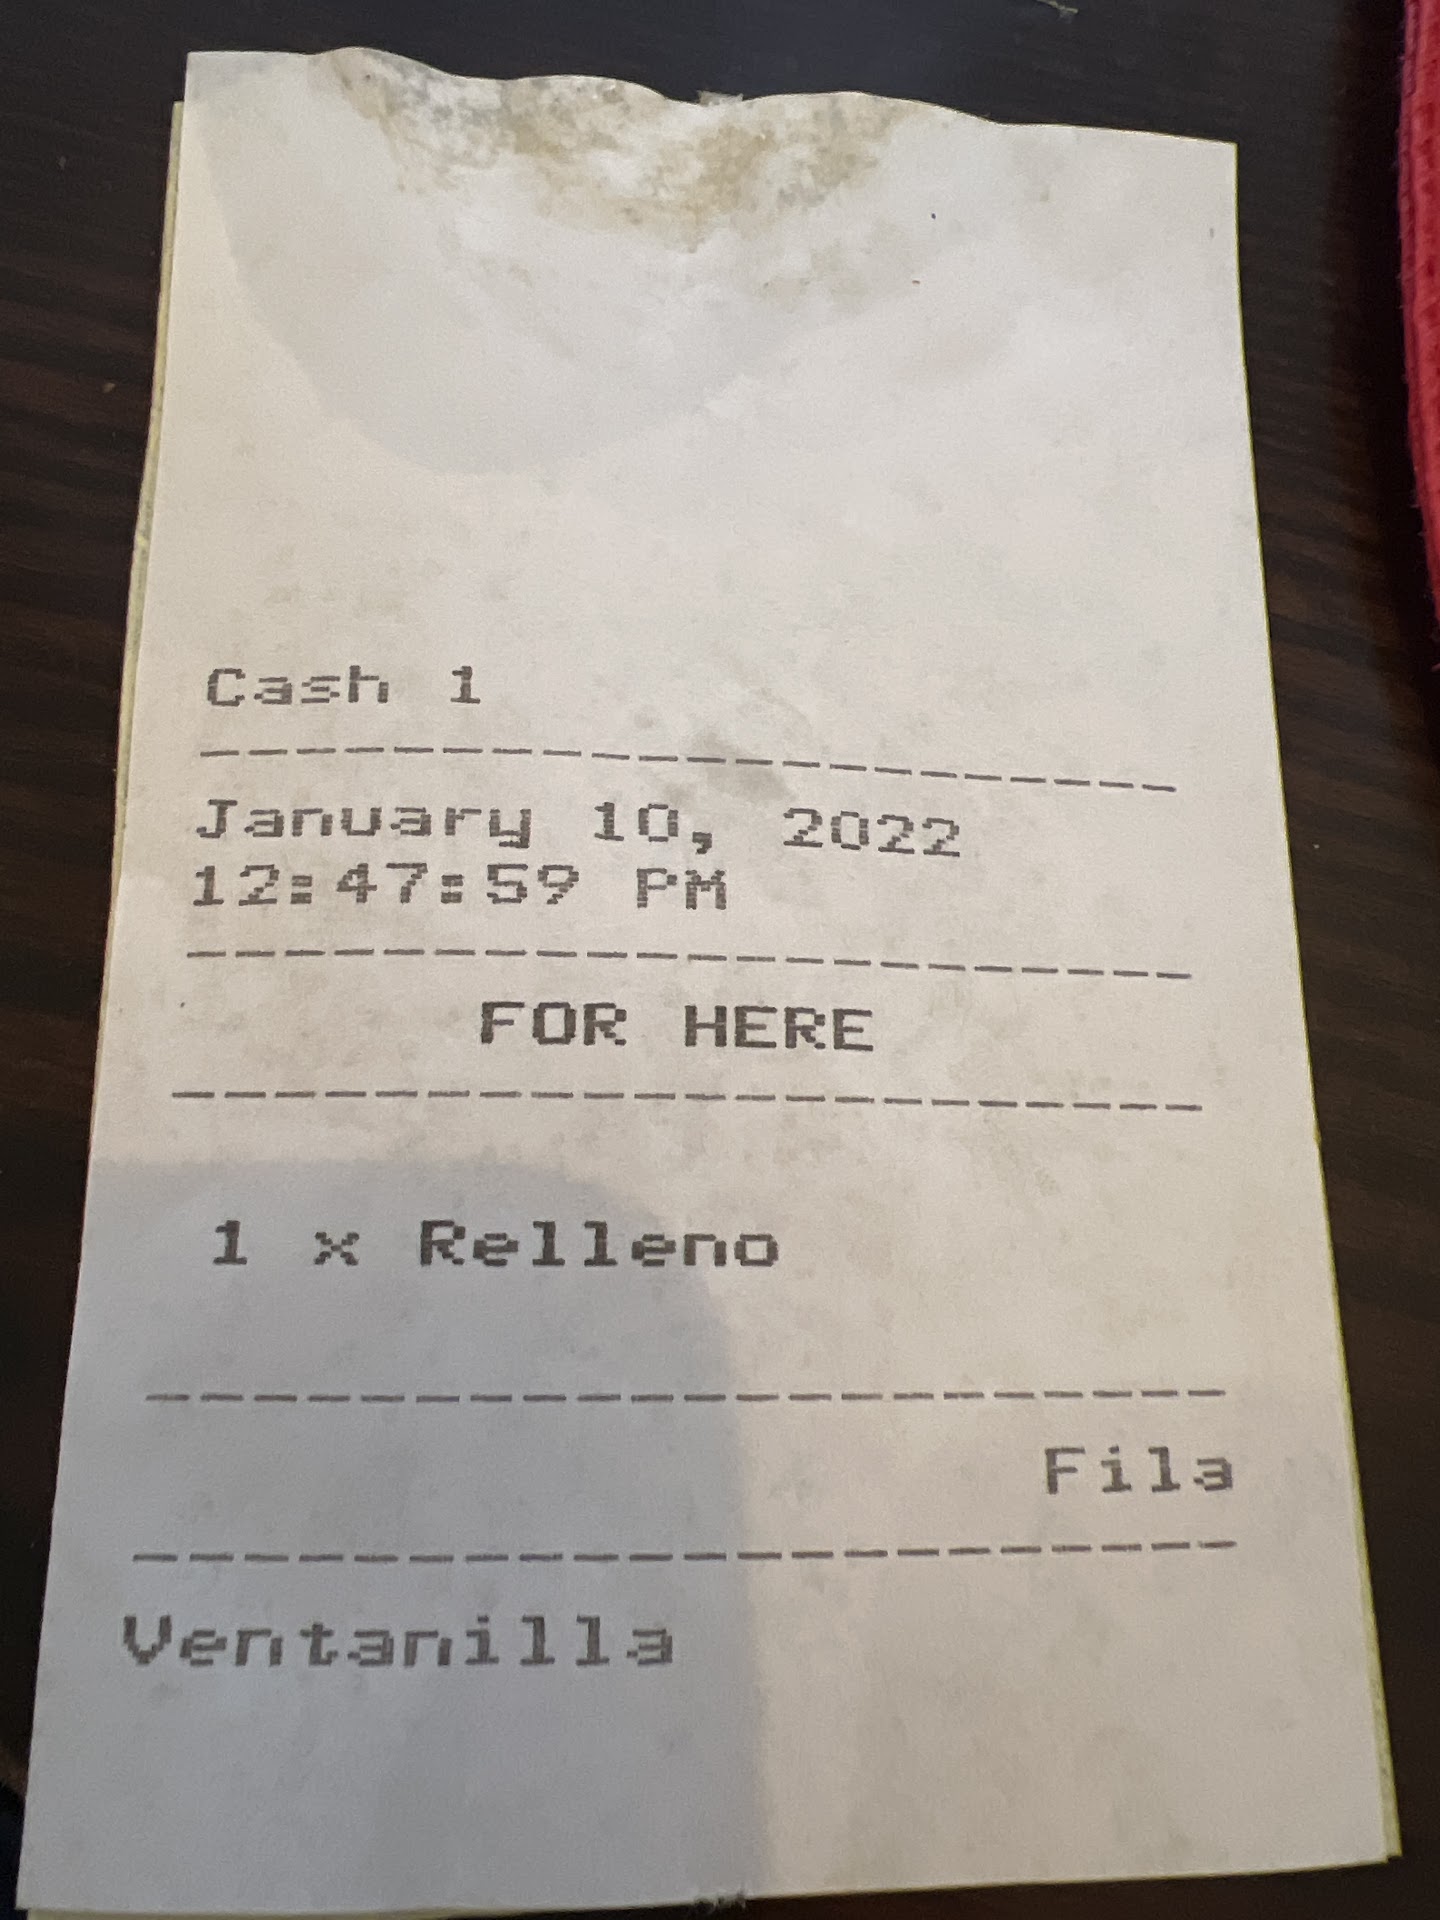 Cash 1
January 10, 2022
12:47:59 PM
FOR HERE
1 x Relleno
Fila
Ventanilla